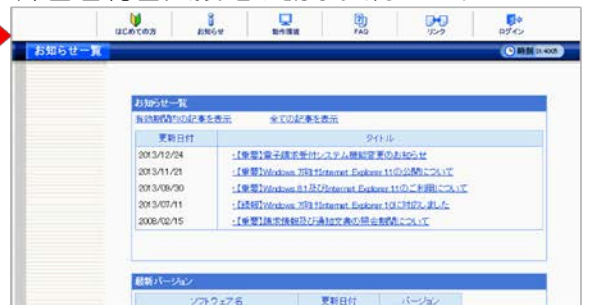 はじめての方 お知らせ 動作環境 FAQ リンク ログイン
お知らせ一覧
お知らせ一覧
有効期間内の記事を表示 全ての記事を表示
更新日付 タイトル
2013/12/24 ・【重要】電子請求受付システム機能変更のお知らせ
2013/11/21 ・【重要】Windows 7向けInternet Explorer 11の公開について
2013/09/30 ・【重要】Windows 8.1及びInternet Explorer 11のご利用について
2013/07/11 ・【続報】Windows 7向けInternet Explorer 10に対応しました
2008/02/15 ・【重要】請求情報及び通知文書の照会期間について
最新バージョン
ソフトウェア名 更新日付 バージョン